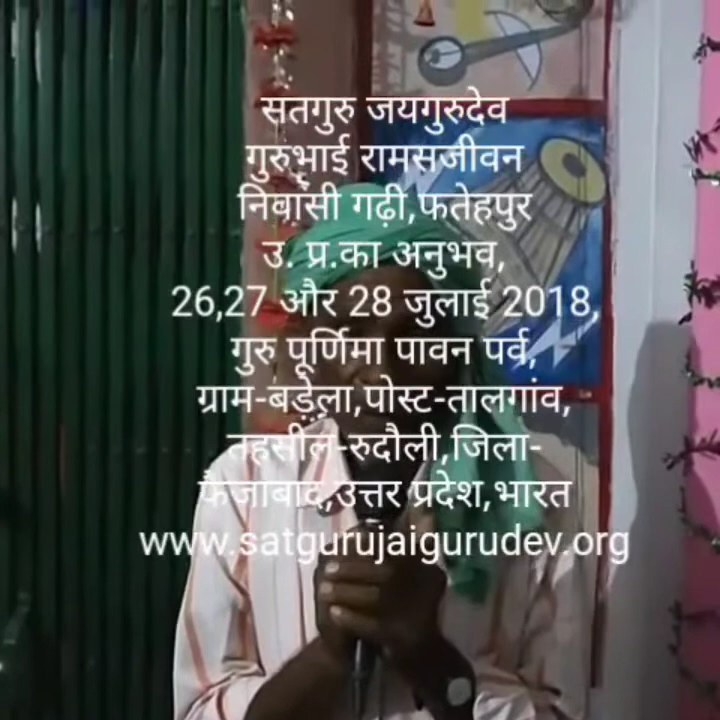 सतगुरु जयगुरुदेव
गुरुभाई रामसजीवन
निवासी गढ़ी,फतेहपुर
उ. प्र.का अनुभव,
26,27 और 28 जुलाई 2018,
गुरु पूर्णिमा पावन पर्व,
ग्राम-बड़ेला,पोस्ट-तालगांव,
तहसील-रुदौली,जिला-
फैजाबाद,उत्तर प्रदेश,भारत
www.satgurujaigurudev.org